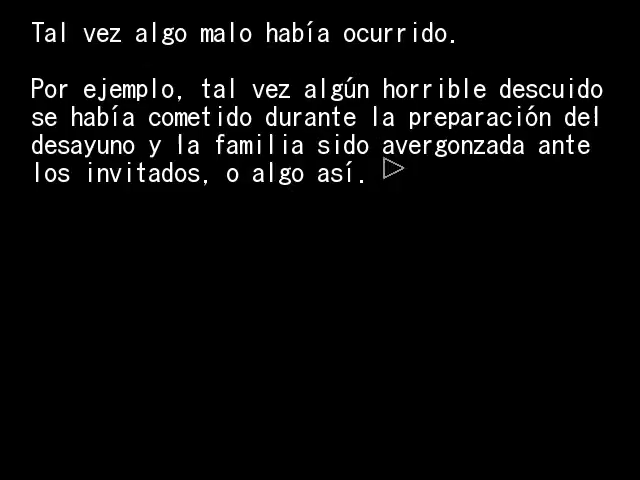 Tal vez algo malo había ocurrido.
Por ejemplo, tal vez algún horrible descuido
se había cometido durante la preparación del
desayuno y la familia sido avergonzada ante
los invitados, o algo así.